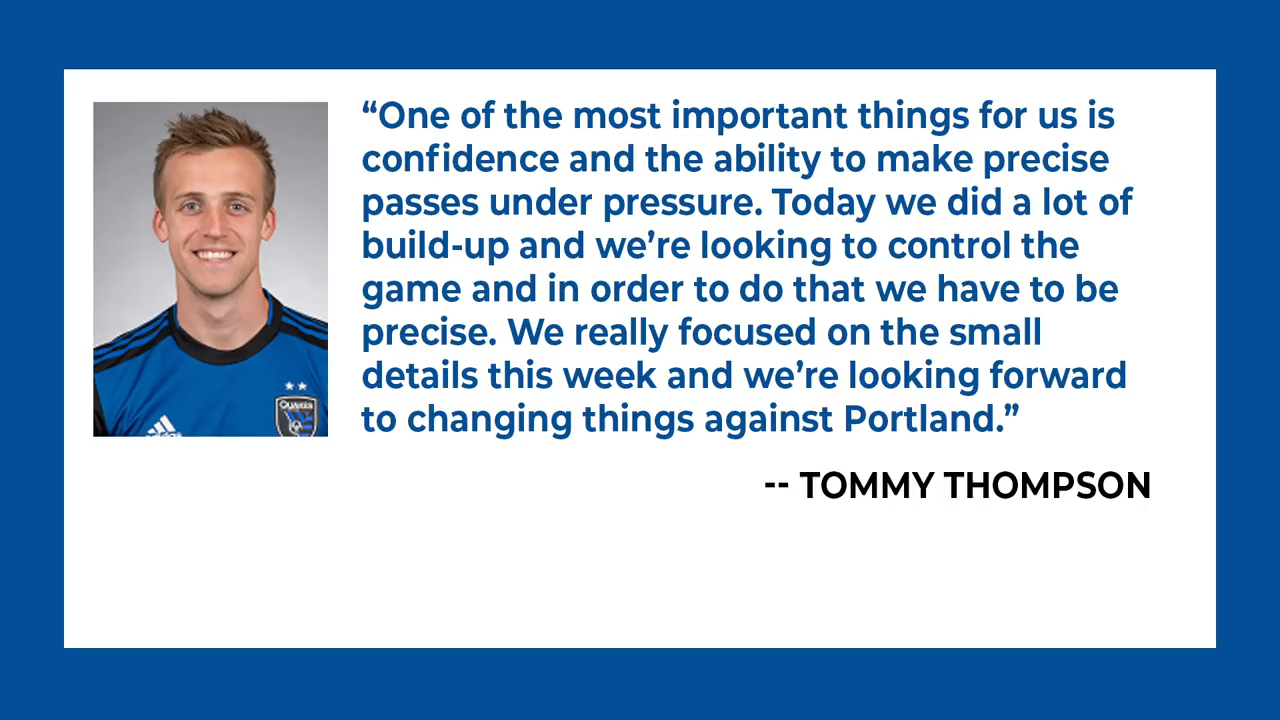 “One of the most important things for us is
confidence and the ability to make precise
passes under pressure. Today we did a lot of
build-up and we’re looking to control the
game and in order to do that we have to be
precise. We really focused on the small
details this week and we’re looking forward
to changing things against Portland.”
-- TOMMY THOMPSON
QUAKES
adidas